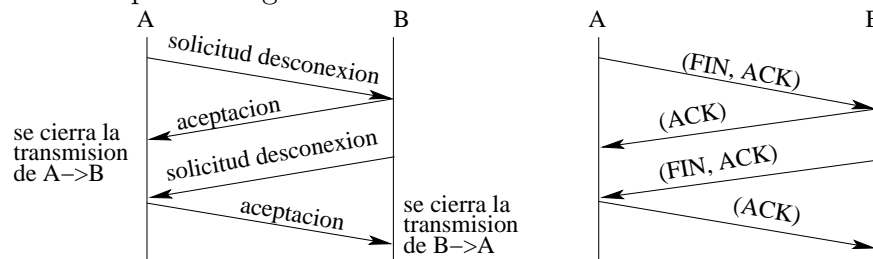 A
B
solicitud desconexion
aceptacion
se cierra la
transmision
de A−>B
solicitud desconexion
aceptacion
se cierra la
transmision
de B−>A
A
(FIN, ACK)
(ACK)
(FIN, ACK)
(ACK)